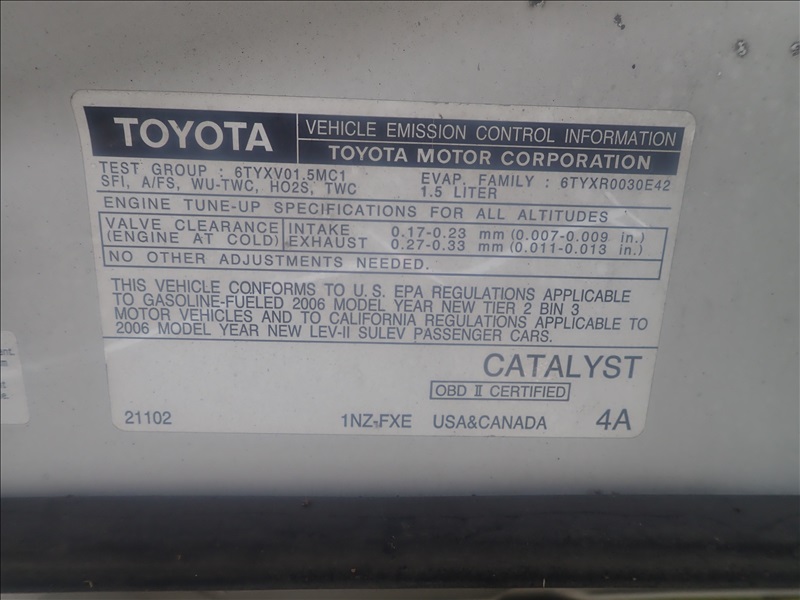 TOYOTA
VEHICLE EMISSION CONTROL INFORMATION
TOYOTA MOTOR CORPORATION
TEST GROUP : 6TYXV01.5MC1 EVAP. FAMILY : 6TYXR0030E42
SFI, A/FS, WU-TWC, HO2S, TWC 1.5 LITER
ENGINE TUNE-UP SPECIFICATIONS FOR ALL ALTITUDES
VALVE CLEARANCE INTAKE 0.17-0.23 mm (0.007-0.009 in.)
(ENGINE AT COLD) EXHAUST 0.27-0.33 mm (0.011-0.013 in.)
NO OTHER ADJUSTMENTS NEEDED.
THIS VEHICLE CONFORMS TO U.S. EPA REGULATIONS APPLICABLE
TO GASOLINE-FUELED 2006 MODEL YEAR NEW TIER 2 BIN 3
MOTOR VEHICLES AND TO CALIFORNIA REGULATIONS APPLICABLE TO
2006 MODEL YEAR NEW LEV-II SULEV PASSENGER CARS.
CATALYST
OBD II CERTIFIED
21102 1NZ-FXE USA&CANADA 4A